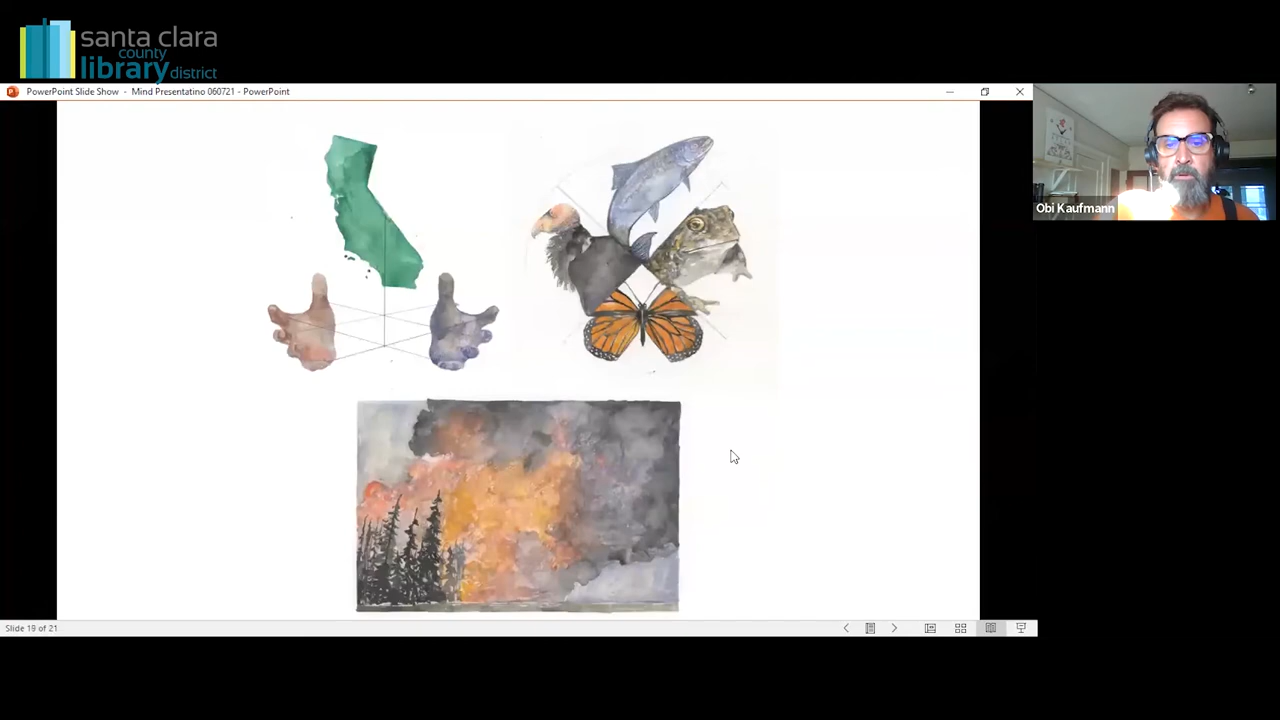 santa clara
county
library district
PowerPoint Slide Show - Mind Presentatino 060721 - PowerPoint
Obi Kaufmann
Slide 19 of 21